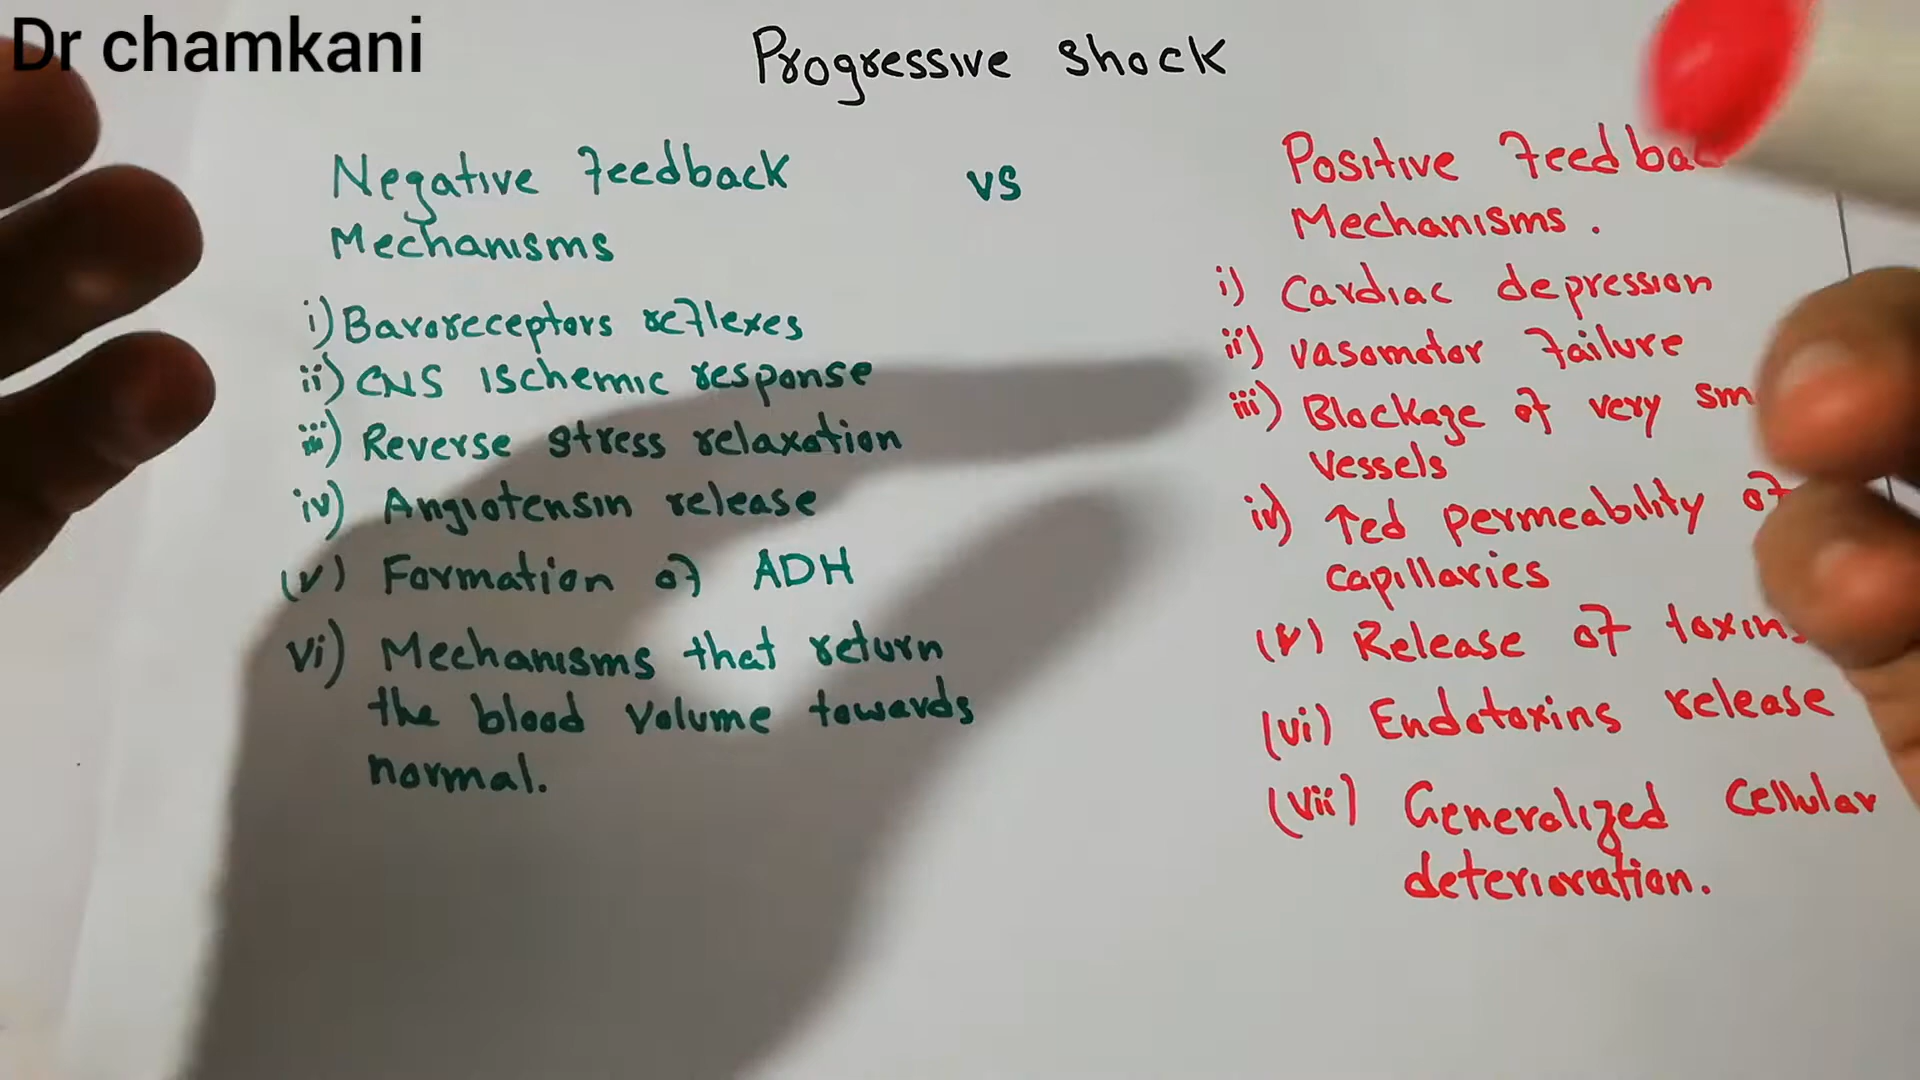 Dr chamkani
Progressive shock
Negative feedback
Mechanisms
vs
Positive
Mechanisms.
i) Baroreceptors reflexes
ii) CNS ischemic response
iii) Reverse stress relaxation
iv) Angiotensin release
(v) Formation of ADH
vi) Mechanisms that return
the blood volume towards
normal.
i) Cardiac depression
ii) vasomotor failure
iii) Blockage of very
vessels
iv) ↑ed permeability of
capillaries
(v) Release of toxins
(vi) Endotoxins release
(vii) Generalized cellular
deterioration.